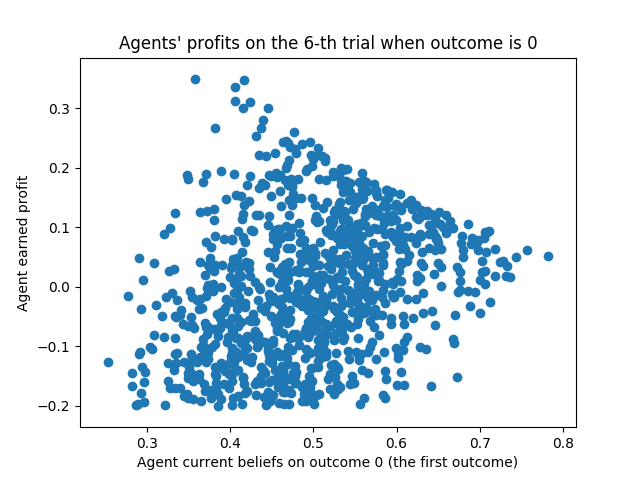 Agents' profits on the 6-th trial when outcome is 0
Agent earned profit
0.3
0.2
0.1
0.0
−0.1
−0.2
0.3 0.4 0.5 0.6 0.7 0.8
Agent current beliefs on outcome 0 (the first outcome)